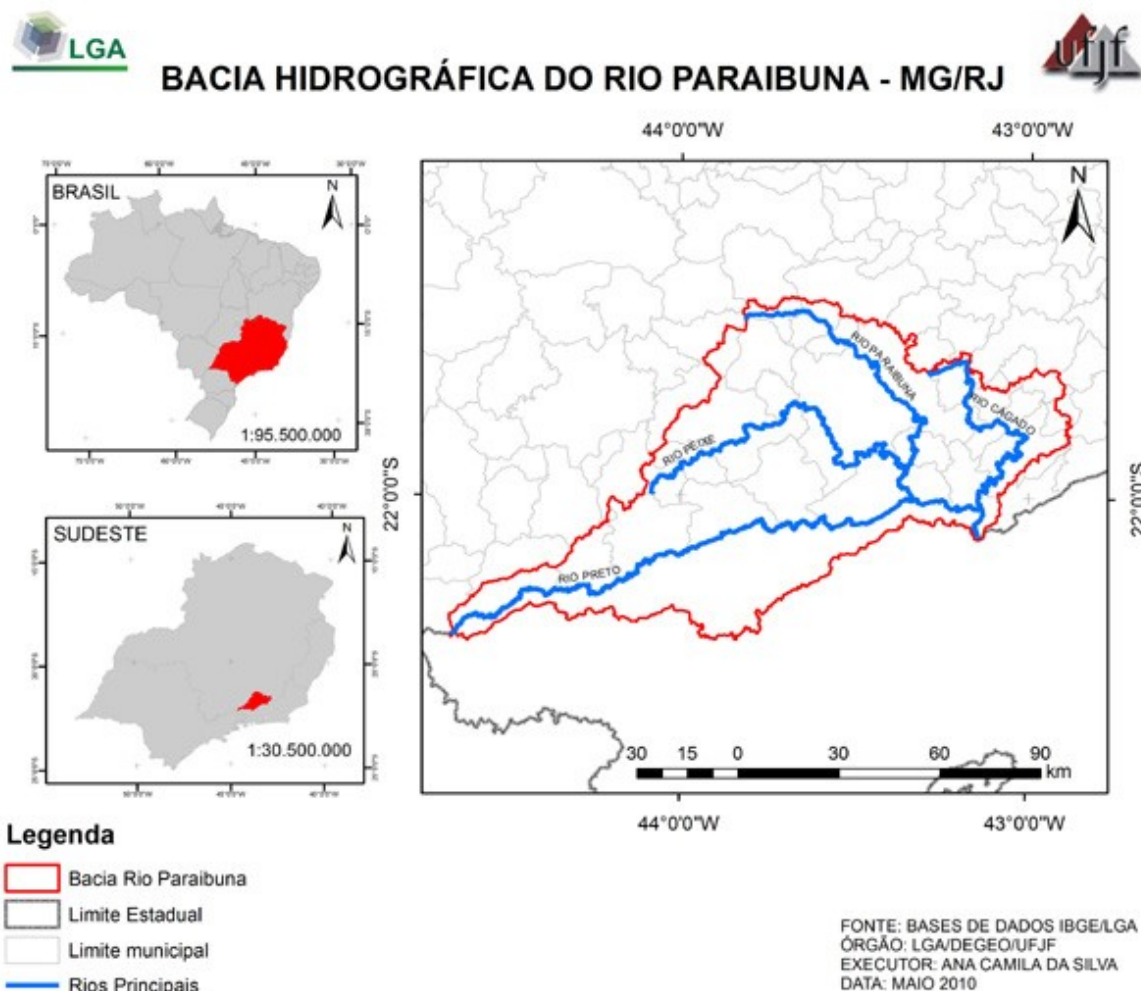 LGA
ufjf
BACIA HIDROGRÁFICA DO RIO PARAIBUNA - MG/RJ
BRASIL
N
1:95.500.000
SUDESTE
N
1:30.500.000
44°0'0"W 43°0'0"W
N
22°0'0"S
22°0'0"S
RIO PARAIBUNA
RIO CAGADO
RIO PEIXE
RIO PRETO
30 15 0 30 60 90
km
44°0'0"W 43°0'0"W
Legenda
Bacia Rio Paraibuna
Limite Estadual
Limite municipal
Rios Principais
FONTE: BASES DE DADOS IBGE/LGA
ÓRGÃO: LGA/DEGEO/UFJF
EXECUTOR: ANA CAMILA DA SILVA
DATA: MAIO 2010